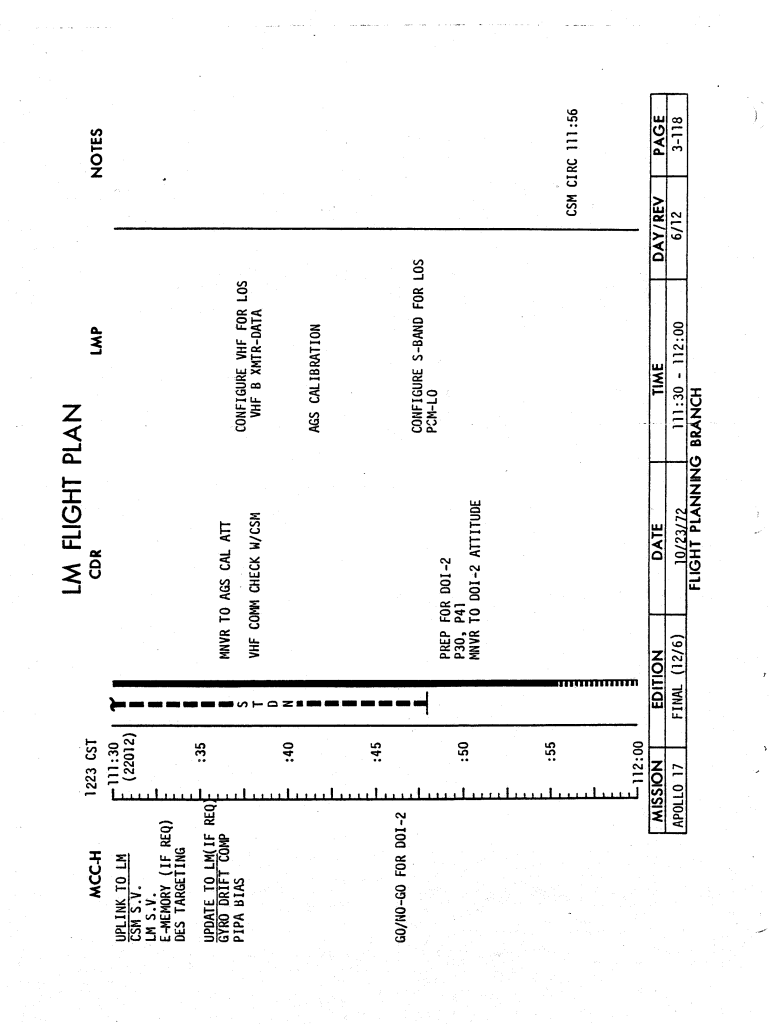 LM FLIGHT PLAN
MCC-H
1223 CST
CDR
LMP
NOTES
UPLINK TO LM
CSM S.V.
LM S.V.
E-MEMORY (IF REQ)
DES TARGETING
UPDATE TO LM(IF REQ)
GYRO DRIFT COMP
PIPA BIAS
GO/NO-GO FOR DOI-2
111:30
(22012)
:35
:40
:45
:50
:55
112:00
STDN
MNVR TO AGS CAL ATT
VHF COMM CHECK W/CSM
PREP FOR DOI-2
P30, P41
MNVR TO DOI-2 ATTITUDE
CONFIGURE VHF FOR LOS
VHF B XMTR-DATA
AGS CALIBRATION
CONFIGURE S-BAND FOR LOS
PCM-LO
CSM CIRC 111:56
MISSION EDITION DATE TIME DAY/REV PAGE
APOLLO 17 FINAL (12/6) 10/23/72 111:30 - 112:00 6/12 3-118
FLIGHT PLANNING BRANCH